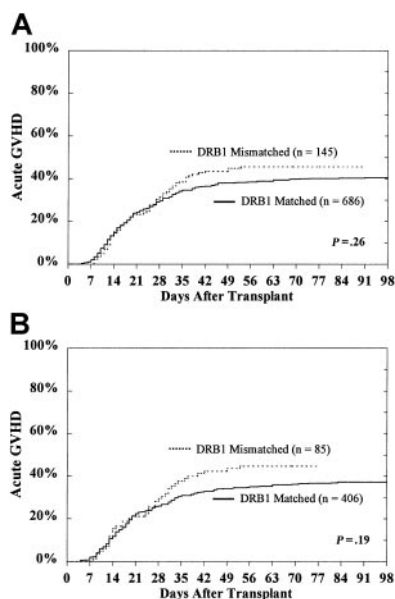 A
100%
80%
60%
40%
20%
0%
Acute GVHD
DRB1 Mismatched (n = 145)
DRB1 Matched (n = 686)
P = .26
0 7 14 21 28 35 42 49 56 63 70 77 84 91 98
Days After Transplant
B
100%
80%
60%
40%
20%
0%
Acute GVHD
DRB1 Mismatched (n = 85)
DRB1 Matched (n = 406)
P = .19
0 7 14 21 28 35 42 49 56 63 70 77 84 91 98
Days After Transplant